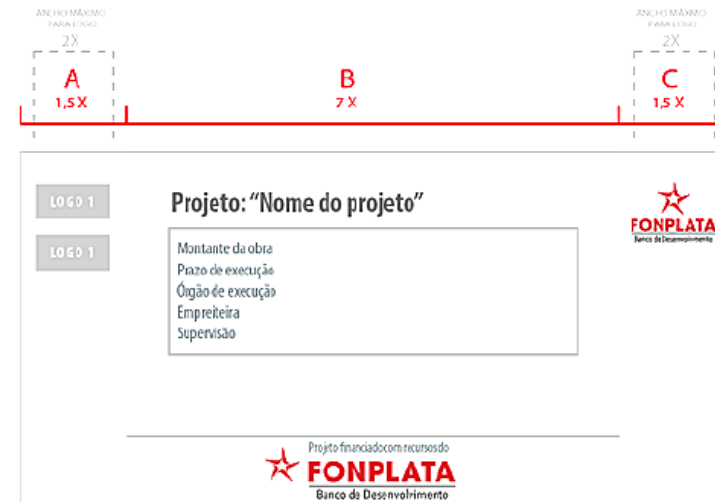 ANCHO MÁXIMO
PARA LOGO
2X
A
1,5 X
B
7 X
ANCHO MÁXIMO
PARA LOGO
2X
C
1,5 X
LOGO 1
LOGO 1
Projeto: “Nome do projeto”
Montante da obra
Prazo de execução
Órgão de execução
Empreiteira
Supervisão
FONPLATA
Banco de Desenvolvimento
Projeto financiado com recursos do
FONPLATA
Banco de Desenvolvimento